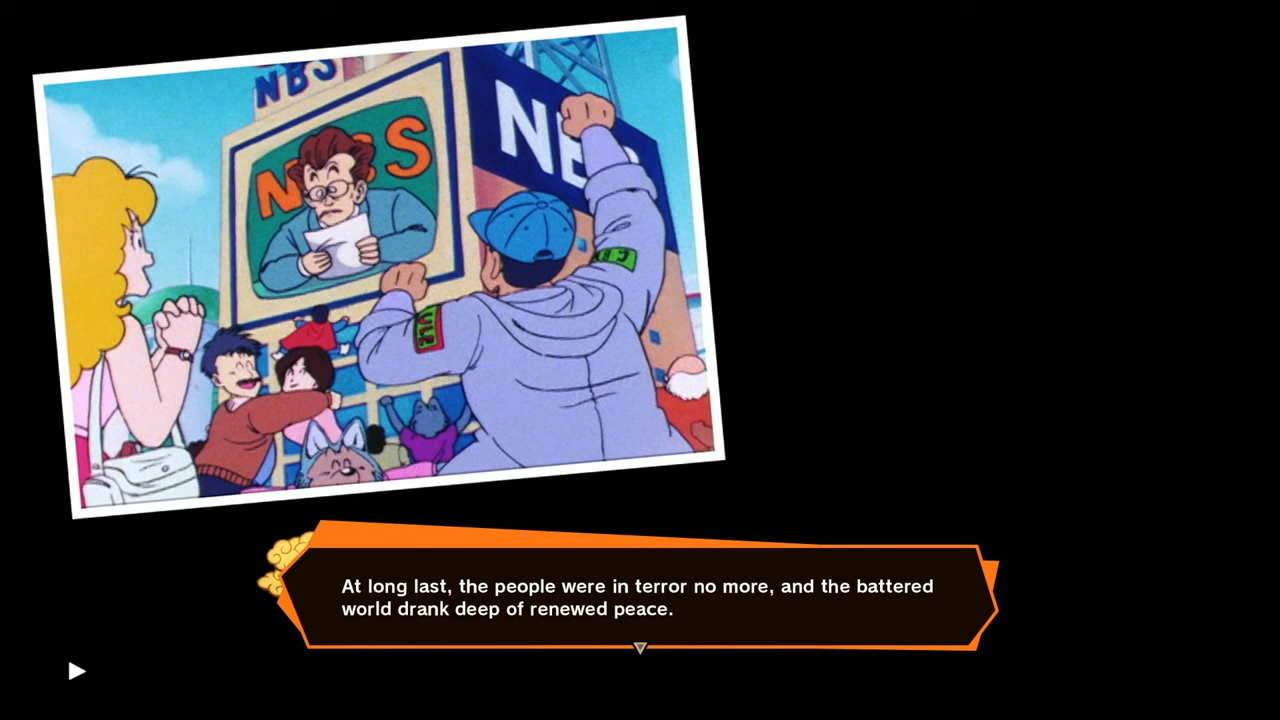 NBS
NBS
NB
At long last, the people were in terror no more, and the battered
world drank deep of renewed peace.